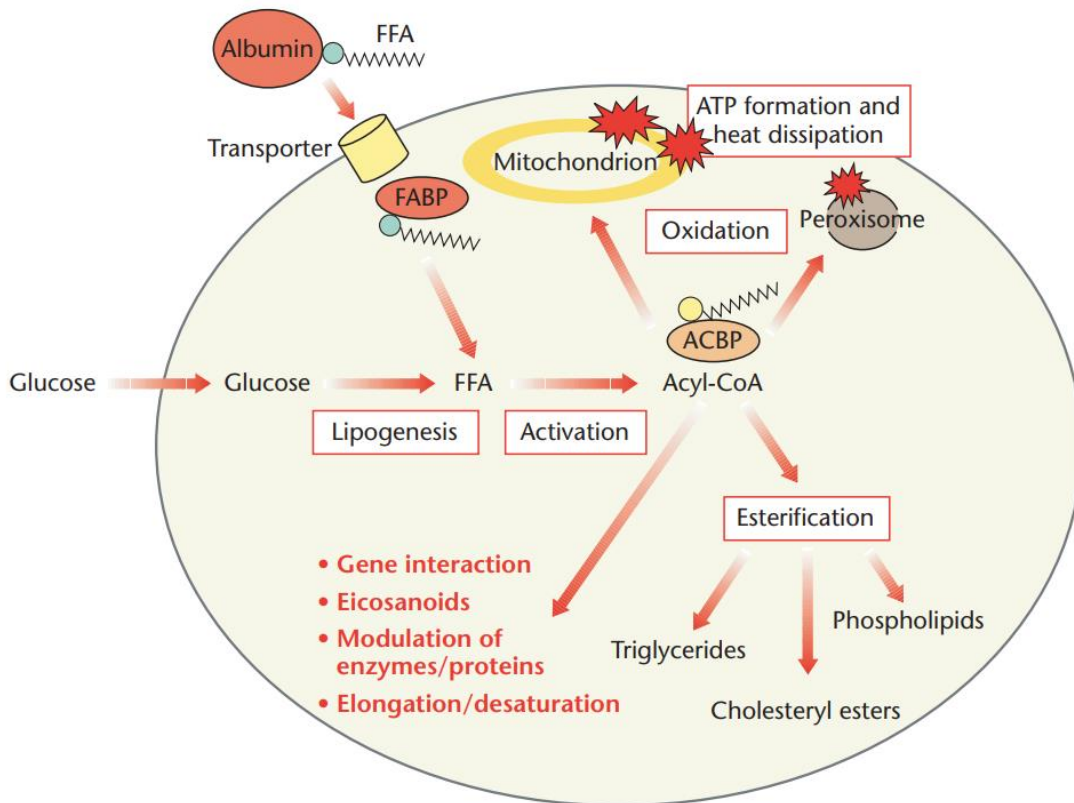 FFA
Albumin
ATP formation and
heat dissipation
Transporter
Mitochondrion
FABP
Peroxisome
Oxidation
ACBP
Glucose
Glucose
FFA
Acyl-CoA
Lipogenesis
Activation
Esterification
• Gene interaction
• Eicosanoids
• Modulation of
enzymes/proteins
• Elongation/desaturation
Phospholipids
Triglycerides
Cholesteryl esters